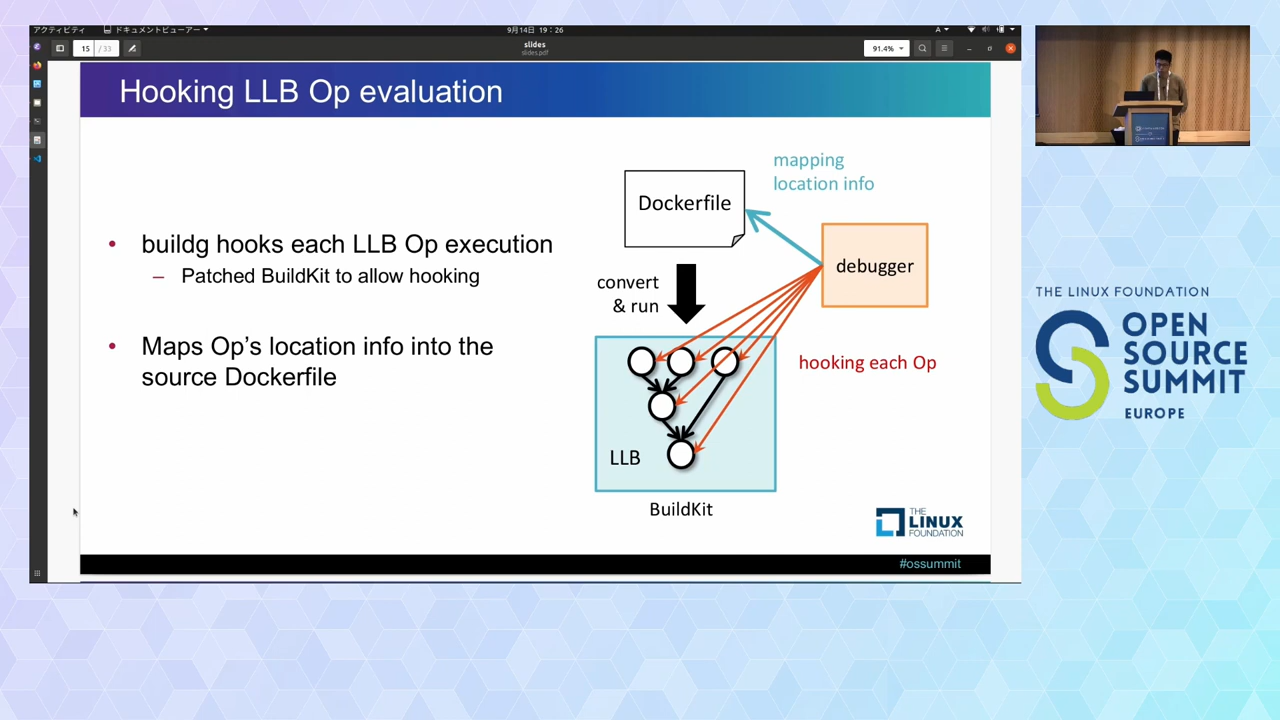 アクティビティ
ドキュメントビューアー
9月14日 19:26
A
15 / 33
slides
slides.pdf
91.4%
Hooking LLB Op evaluation
• buildg hooks each LLB Op execution
– Patched BuildKit to allow hooking
• Maps Op's location info into the
source Dockerfile
mapping
location info
Dockerfile
debugger
convert
& run
hooking each Op
LLB
BuildKit
THE
LINUX
FOUNDATION
#ossummit
THE LINUX FOUNDATION
OPEN
SOURCE
SUMMIT
EUROPE